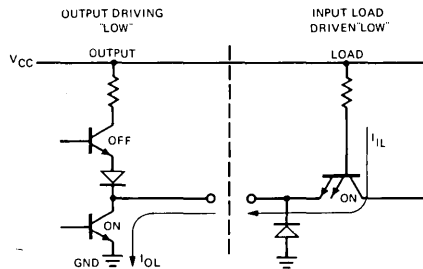 OUTPUT DRIVING
"LOW"
INPUT LOAD
DRIVEN "LOW"
VCC
OUTPUT
LOAD
OFF
IIL
ON
ON
GND
IOL